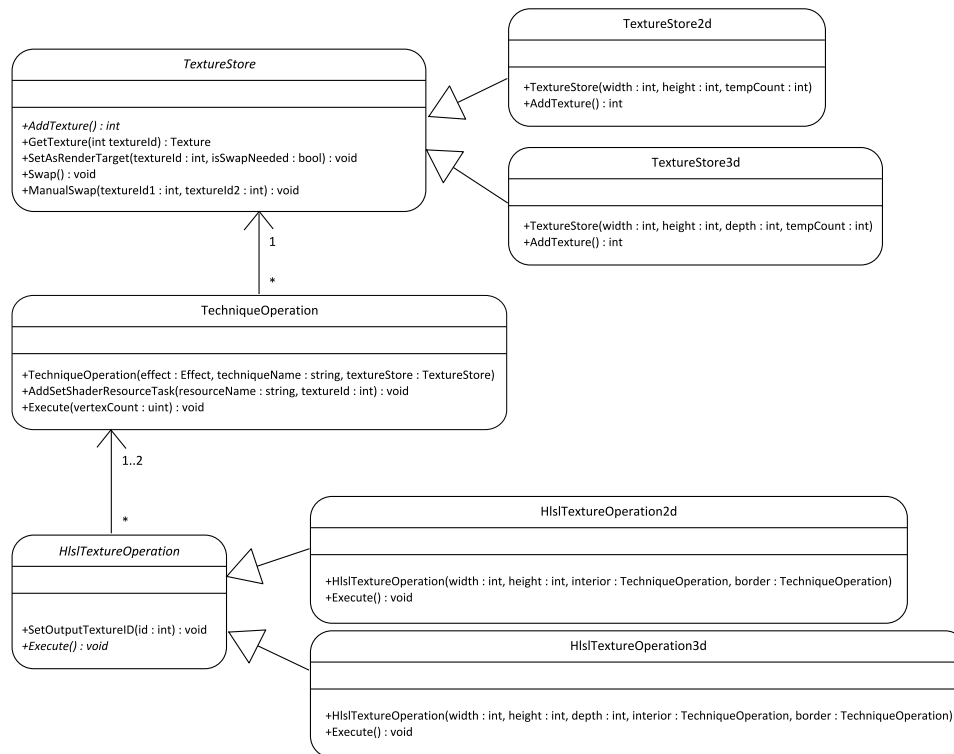 TextureStore2d
+TextureStore(width : int, height : int, tempCount : int)
+AddTexture() : int
TextureStore
+AddTexture() : int
+GetTexture(int textureId) : Texture
+SetAsRenderTarget(textureId : int, isSwapNeeded : bool) : void
+Swap() : void
+ManualSwap(textureId1 : int, textureId2 : int) : void
TextureStore3d
+TextureStore(width : int, height : int, depth : int, tempCount : int)
+AddTexture() : int
1
*
TechniqueOperation
+TechniqueOperation(effect : Effect, techniqueName : string, textureStore : TextureStore)
+AddSetShaderResourceTask(resourceName : string, textureId : int) : void
+Execute(vertexCount : uint) : void
1..2
*
HlslTextureOperation
+SetOutputTextureID(id : int) : void
+Execute() : void
HlslTextureOperation2d
+HlslTextureOperation(width : int, height : int, interior : TechniqueOperation, border : TechniqueOperation)
+Execute() : void
HlslTextureOperation3d
+HlslTextureOperation(width : int, height : int, depth : int, interior : TechniqueOperation, border : TechniqueOperation)
+Execute() : void